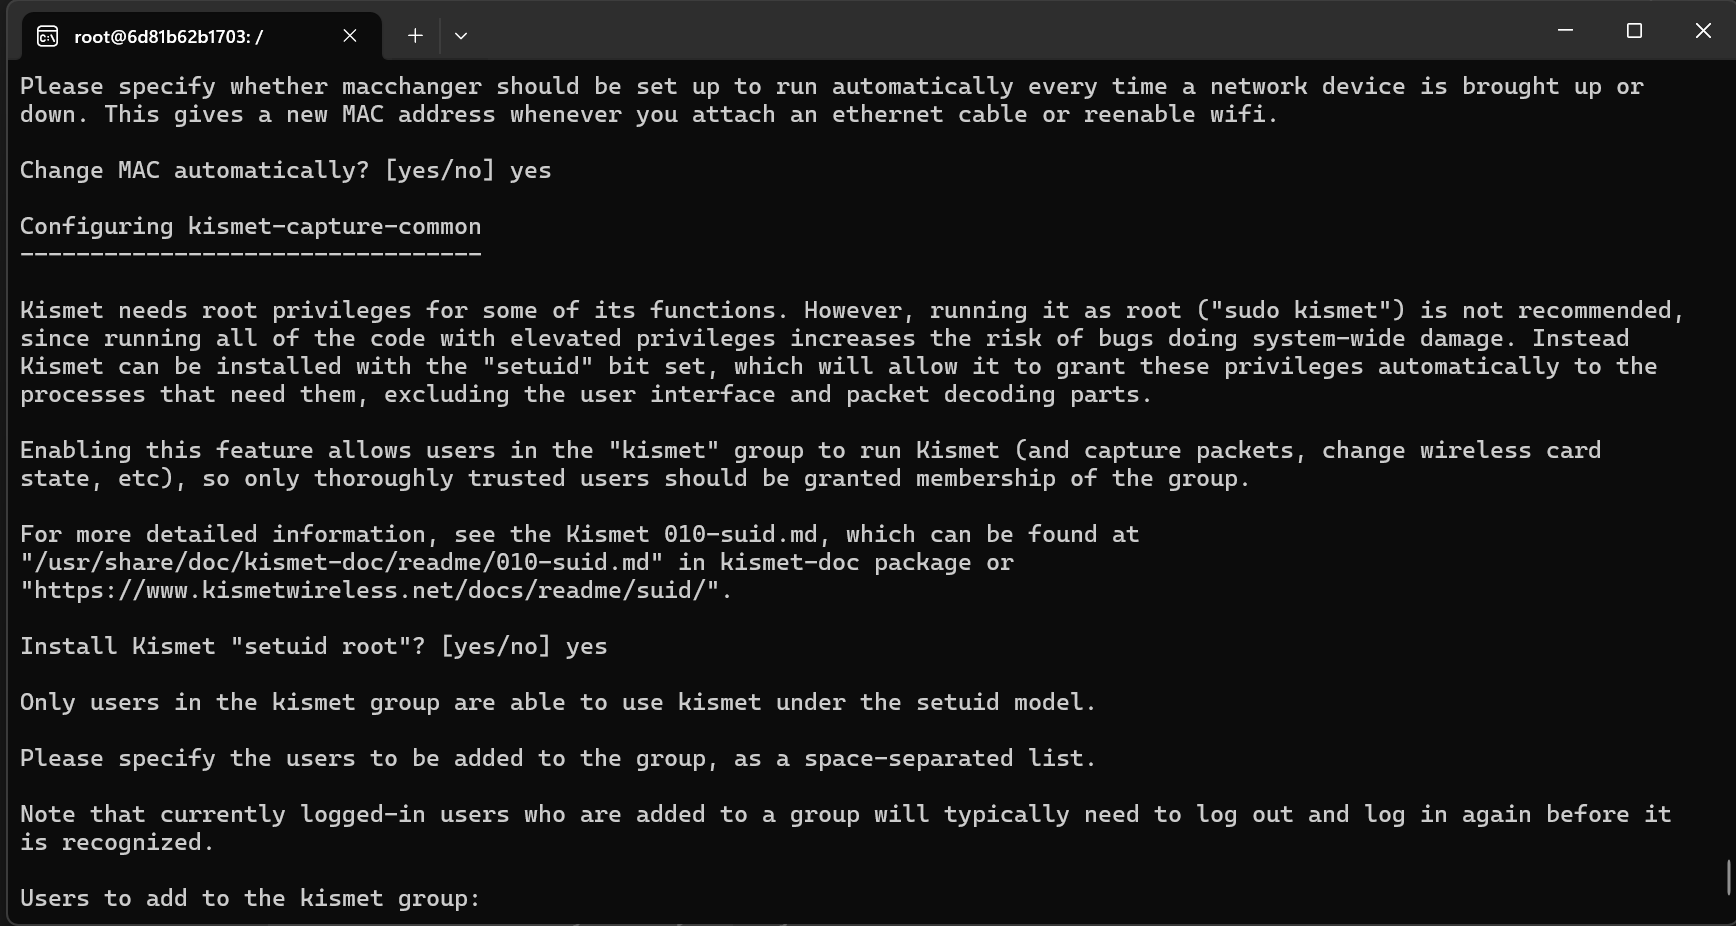 root@6d81b62b1703: /
Please specify whether macchanger should be set up to run automatically every time a network device is brought up or
down. This gives a new MAC address whenever you attach an ethernet cable or reenable wifi.
Change MAC automatically? [yes/no] yes
Configuring kismet-capture-common
---------------------------------
Kismet needs root privileges for some of its functions. However, running it as root ("sudo kismet") is not recommended,
since running all of the code with elevated privileges increases the risk of bugs doing system-wide damage. Instead
Kismet can be installed with the "setuid" bit set, which will allow it to grant these privileges automatically to the
processes that need them, excluding the user interface and packet decoding parts.
Enabling this feature allows users in the "kismet" group to run Kismet (and capture packets, change wireless card
state, etc), so only thoroughly trusted users should be granted membership of the group.
For more detailed information, see the Kismet 010-suid.md, which can be found at
"/usr/share/doc/kismet-doc/readme/010-suid.md" in kismet-doc package or
"https://www.kismetwireless.net/docs/readme/suid/".
Install Kismet "setuid root"? [yes/no] yes
Only users in the kismet group are able to use kismet under the setuid model.
Please specify the users to be added to the group, as a space-separated list.
Note that currently logged-in users who are added to a group will typically need to log out and log in again before it
is recognized.
Users to add to the kismet group: